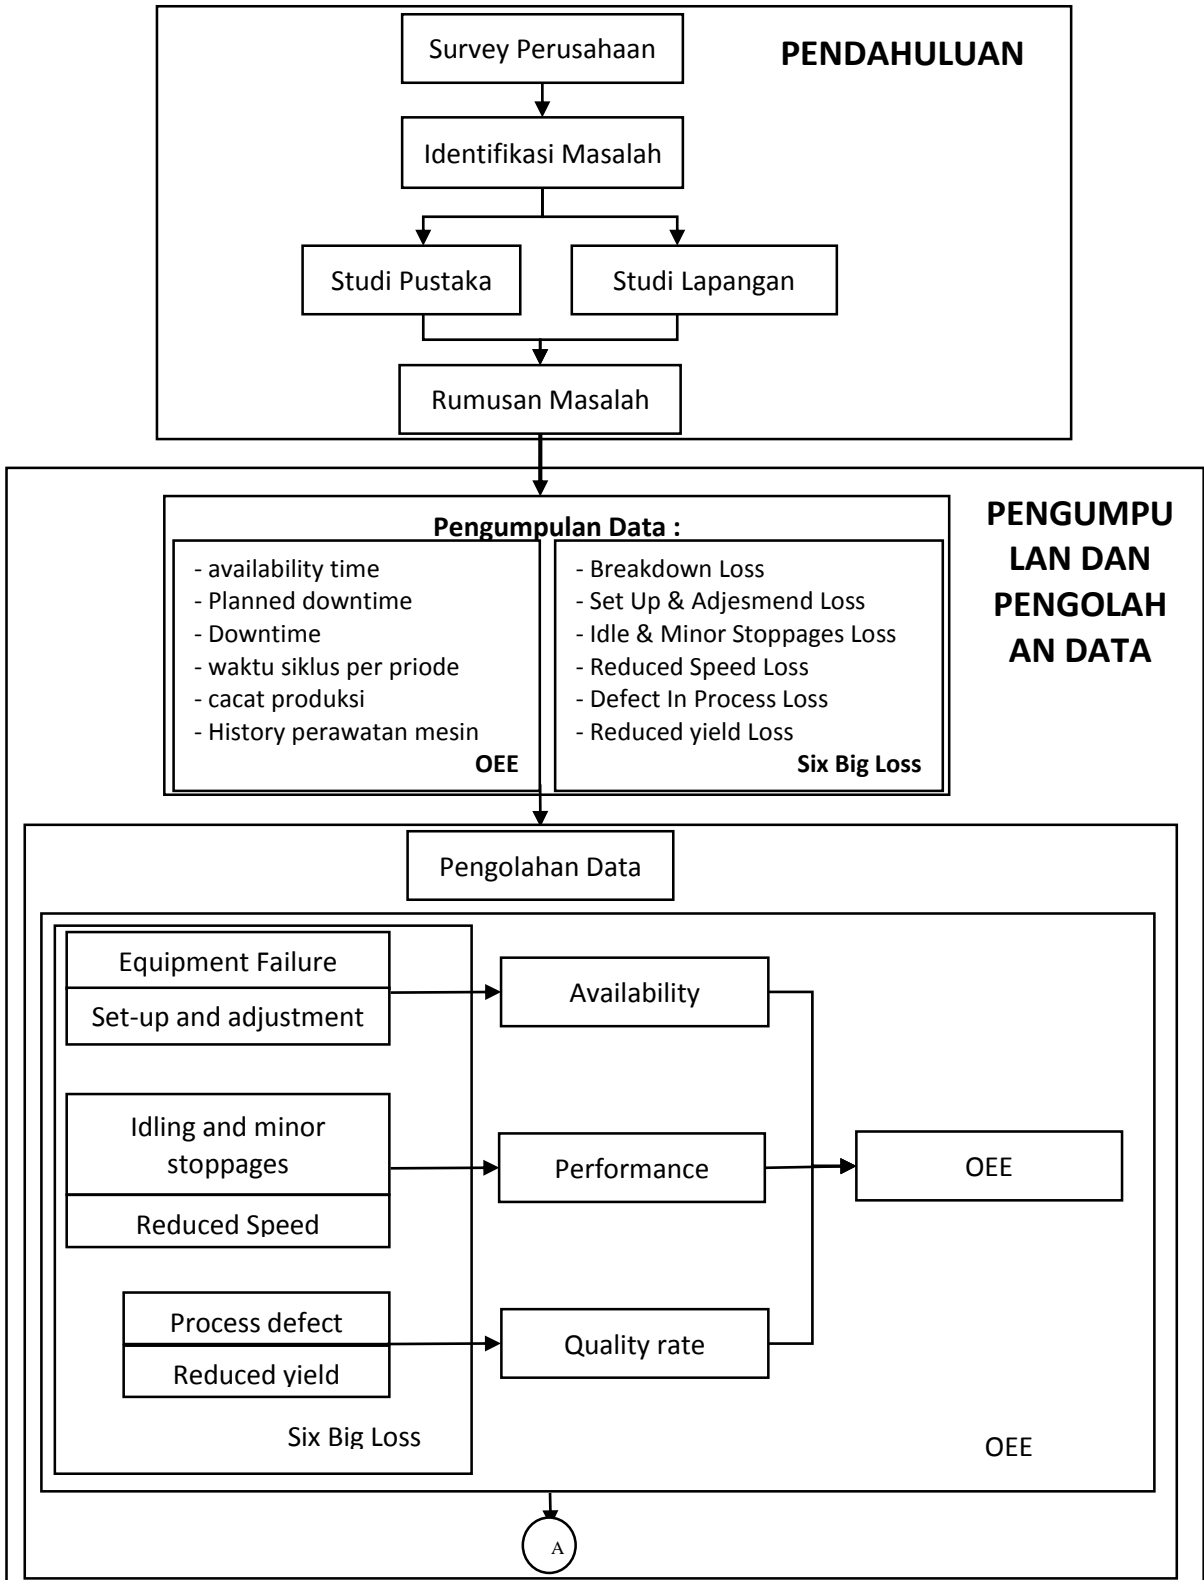 Survey Perusahaan
PENDAHULUAN
Identifikasi Masalah
Studi Pustaka
Studi Lapangan
Rumusan Masalah
PENGUMPU
LAN DAN
PENGOLAH
AN DATA
Pengumpulan Data :
- availability time
- Planned downtime
- Downtime
- waktu siklus per priode
- cacat produksi
- History perawatan mesin
OEE
- Breakdown Loss
- Set Up & Adjesmend Loss
- Idle & Minor Stoppages Loss
- Reduced Speed Loss
- Defect In Process Loss
- Reduced yield Loss
Six Big Loss
Pengolahan Data
Equipment Failure
Set-up and adjustment
Availability
Idling and minor
stoppages
Reduced Speed
Performance
OEE
Process defect
Reduced yield
Quality rate
Six Big Loss
OEE
A